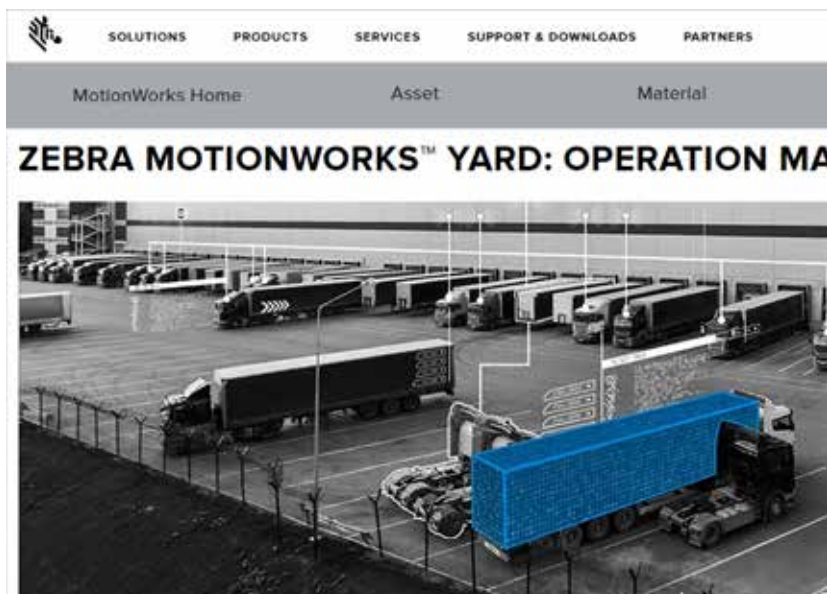 SOLUTIONS PRODUCTS SERVICES SUPPORT & DOWNLOADS PARTNERS
MotionWorks Home Asset Material
ZEBRA MOTIONWORKS™ YARD: OPERATION MA